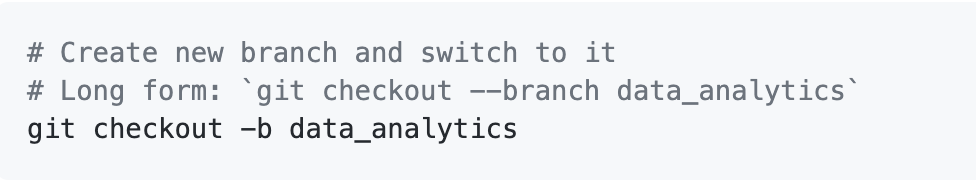 # Create new branch and switch to it
# Long form: `git checkout --branch data_analytics`
git checkout -b data_analytics